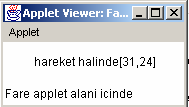 Applet Viewer: Fa...
Applet
hareket halinde[31,24]
Fare applet alani icinde